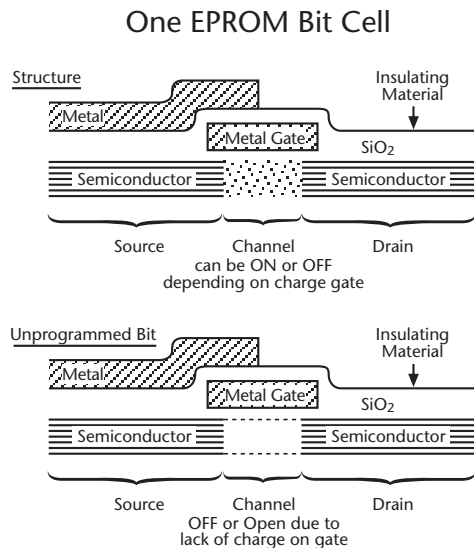 One EPROM Bit Cell
Structure
Insulating
Material
Metal
Metal Gate
SiO2
Semiconductor
Semiconductor
Source
Channel
Drain
can be ON or OFF
depending on charge gate
Unprogrammed Bit
Insulating
Material
Metal
Metal Gate
SiO2
Semiconductor
Semiconductor
Source
Channel
Drain
OFF or Open due to
lack of charge on gate